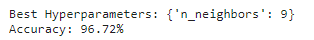 Best Hyperparameters: {'n_neighbors': 9}
Accuracy: 96.72%